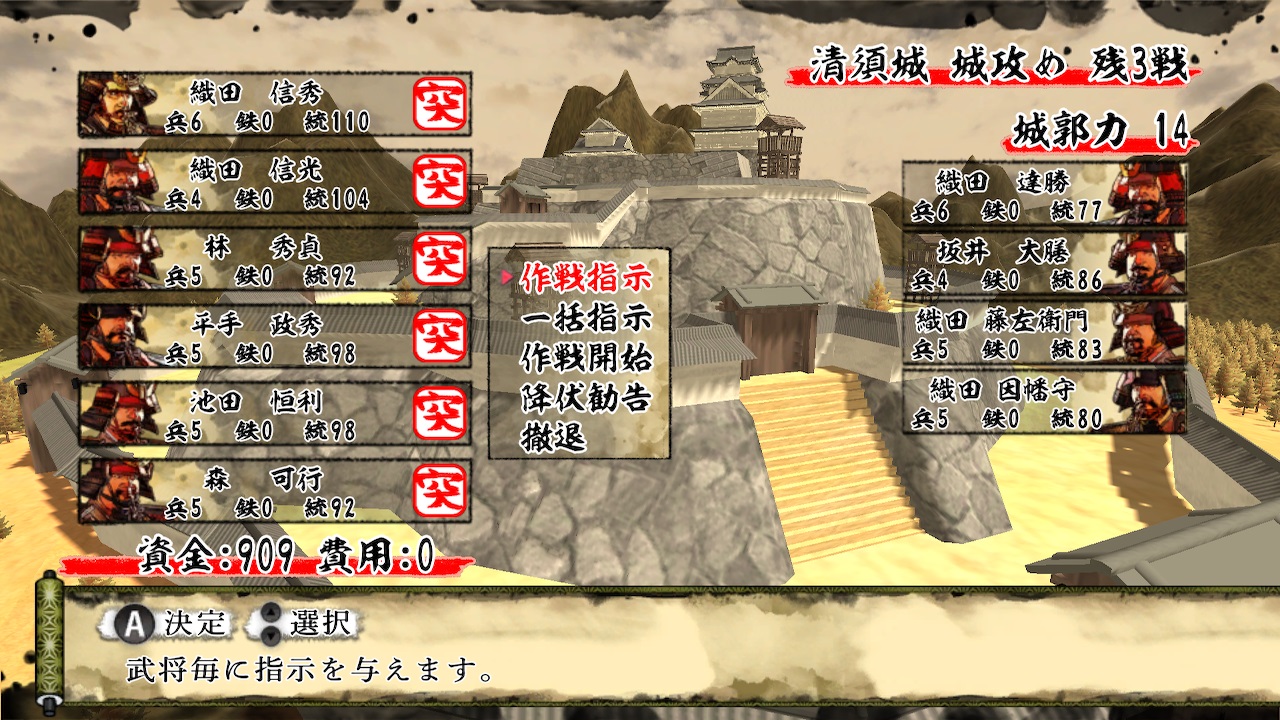 清須城 城攻め 残3戦
城郭力 14
織田 信秀
兵6 鉄0 統110
突
織田 信光
兵4 鉄0 統104
突
林 秀貞
兵5 鉄0 統92
突
平手 政秀
兵5 鉄0 統98
突
池田 恒利
兵5 鉄0 統98
突
森 可行
兵5 鉄0 統92
突
資金:909 費用:0
作戦指示
一括指示
作戦開始
降伏勧告
撤退
織田 達勝
兵6 鉄0 統77
坂井 大膳
兵4 鉄0 統86
織田 藤左衛門
兵5 鉄0 統83
織田 因幡守
兵5 鉄0 統80
A 決定 選択
武将毎に指示を与えます。